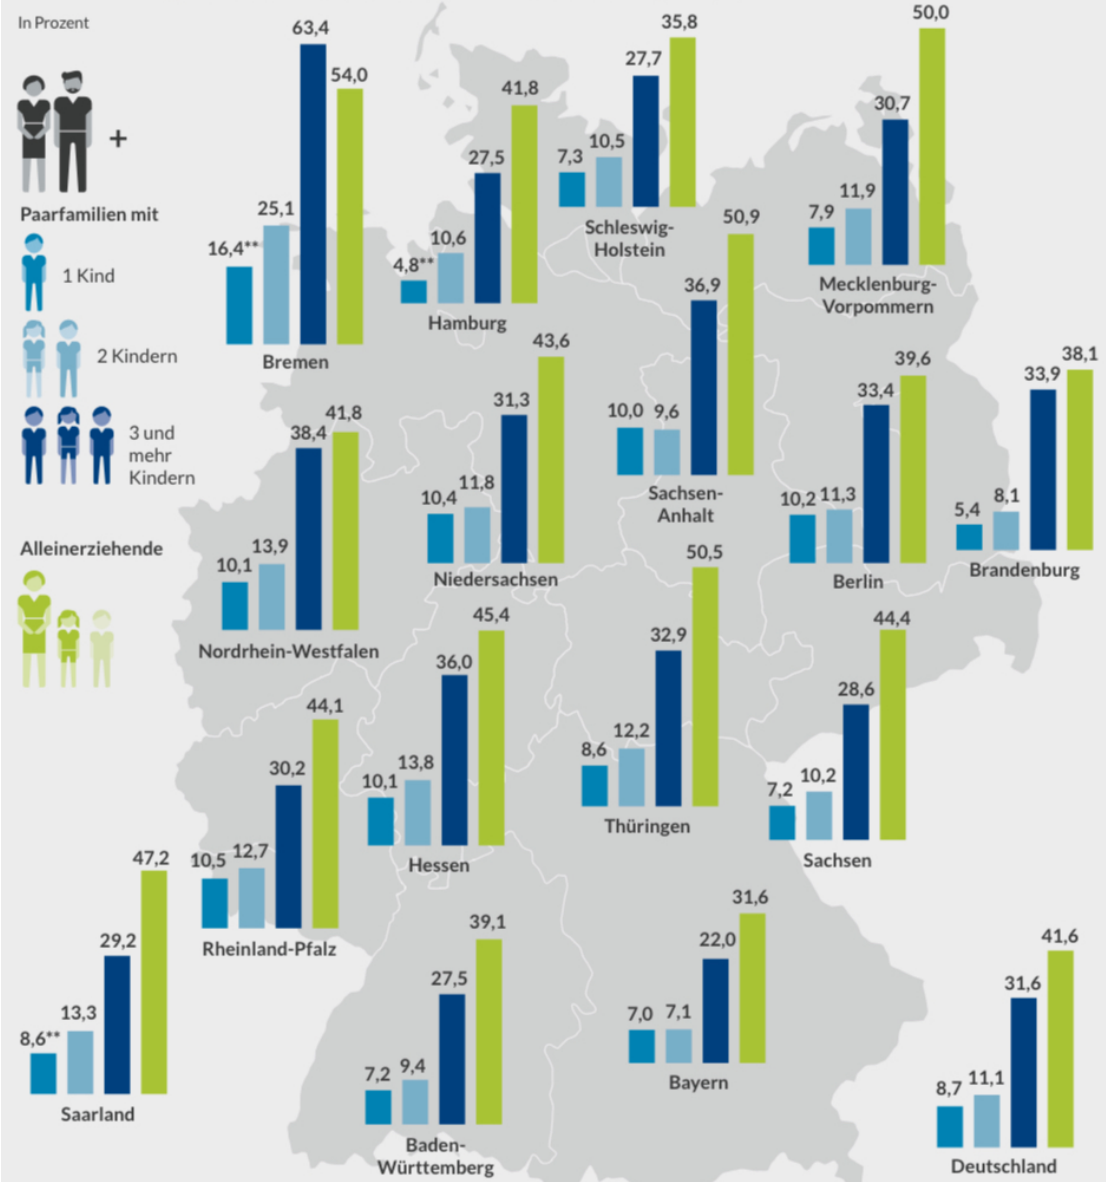 In Prozent
+
Paarfamilien mit
1 Kind
2 Kindern
3 und
mehr
Kindern
Alleinerziehende
16,4**
25,1
63,4
54,0
Bremen
4,8**
10,6
27,5
41,8
Hamburg
7,3
10,5
27,7
35,8
Schleswig-
Holstein
7,9
11,9
30,7
50,0
Mecklenburg-
Vorpommern
10,1
13,9
38,4
41,8
Nordrhein-Westfalen
10,4
11,8
31,3
43,6
Niedersachsen
10,0
9,6
36,9
50,9
Sachsen-
Anhalt
10,2
11,3
33,4
39,6
Berlin
5,4
8,1
33,9
38,1
Brandenburg
10,5
12,7
30,2
44,1
Rheinland-Pfalz
10,1
13,8
36,0
45,4
Hessen
8,6
12,2
32,9
50,5
Thüringen
7,2
10,2
28,6
44,4
Sachsen
8,6**
13,3
29,2
47,2
Saarland
7,2
9,4
27,5
39,1
Baden-
Württemberg
7,0
7,1
22,0
31,6
Bayern
8,7
11,1
31,6
41,6
Deutschland